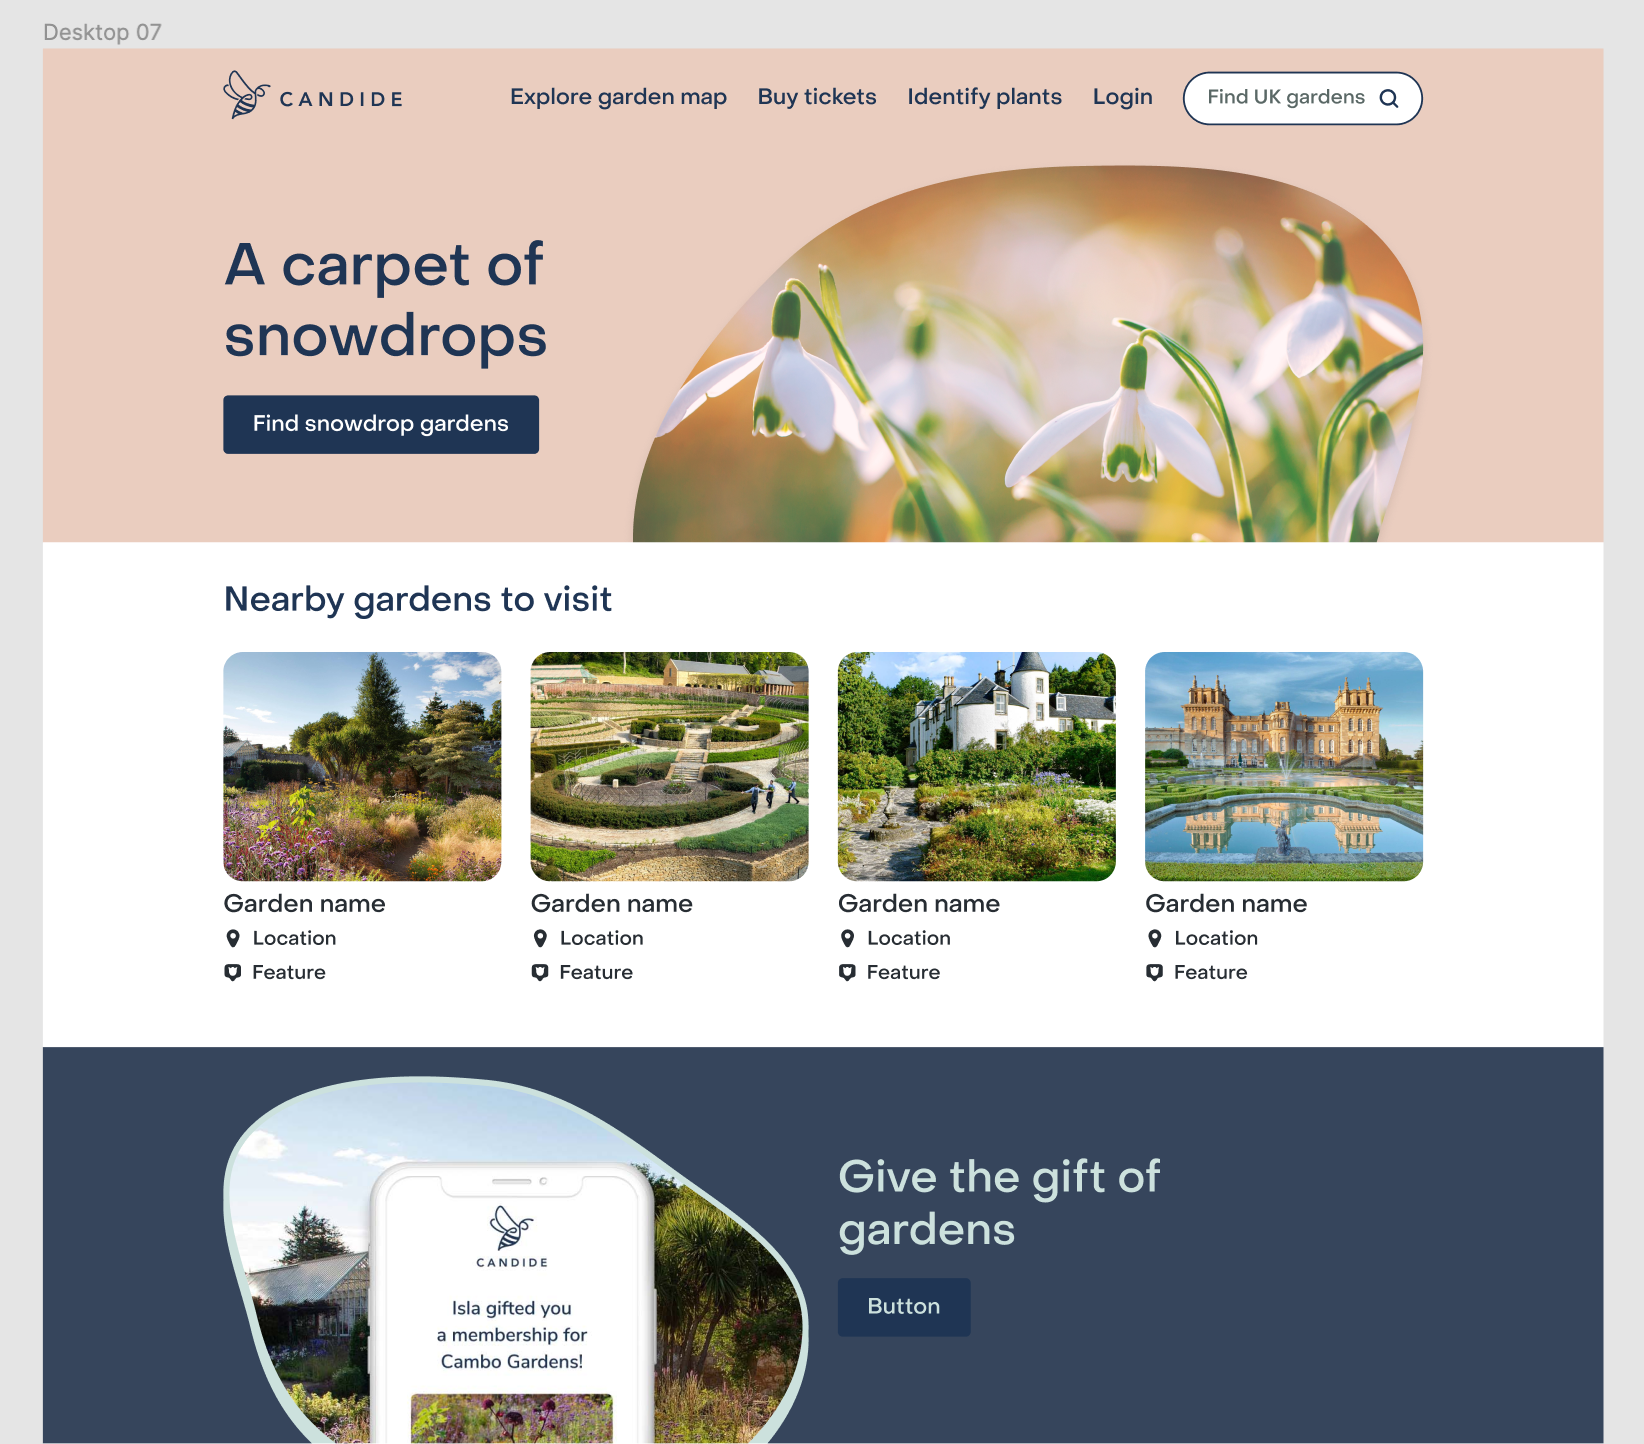 Desktop 07
CANDIDE
Explore garden map
Buy tickets
Identify plants
Login
Find UK gardens
A carpet of
snowdrops
Find snowdrop gardens
Nearby gardens to visit
Garden name
Location
Feature
Garden name
Location
Feature
Garden name
Location
Feature
Garden name
Location
Feature
CANDIDE
Isla gifted you
a membership for
Cambo Gardens!
Give the gift of
gardens
Button